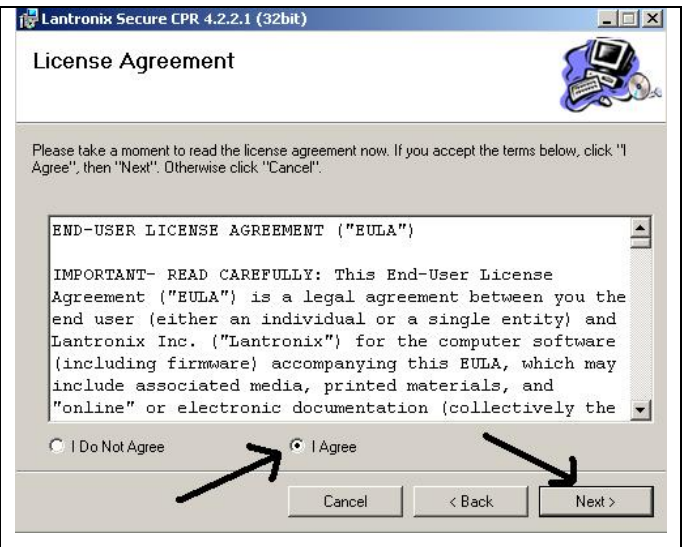 Lantronix Secure CPR 4.2.2.1 (32bit)
License Agreement
Please take a moment to read the license agreement now. If you accept the terms below, click "I
Agree", then "Next". Otherwise click "Cancel".
END-USER LICENSE AGREEMENT ("EULA")
IMPORTANT- READ CAREFULLY: This End-User License
Agreement ("EULA") is a legal agreement between you the
end user (either an individual or a single entity) and
Lantronix Inc. ("Lantronix") for the computer software
(including firmware) accompanying this EULA, which may
include associated media, printed materials, and
"online" or electronic documentation (collectively the
I Do Not Agree I Agree
Cancel < Back Next >